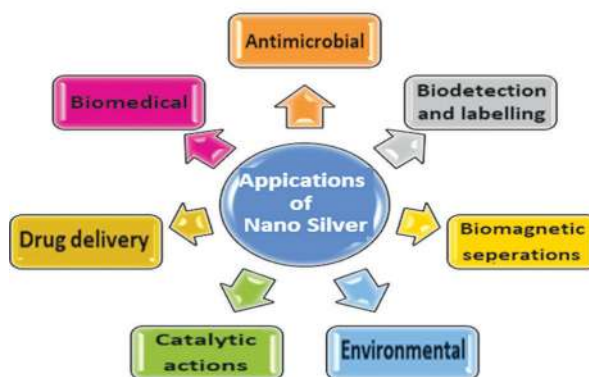 Antimicrobial
Biomedical
Biodetection
and labelling
Appications
of
Nano Silver
Drug delivery
Biomagnetic
seperations
Catalytic
actions
Environmental